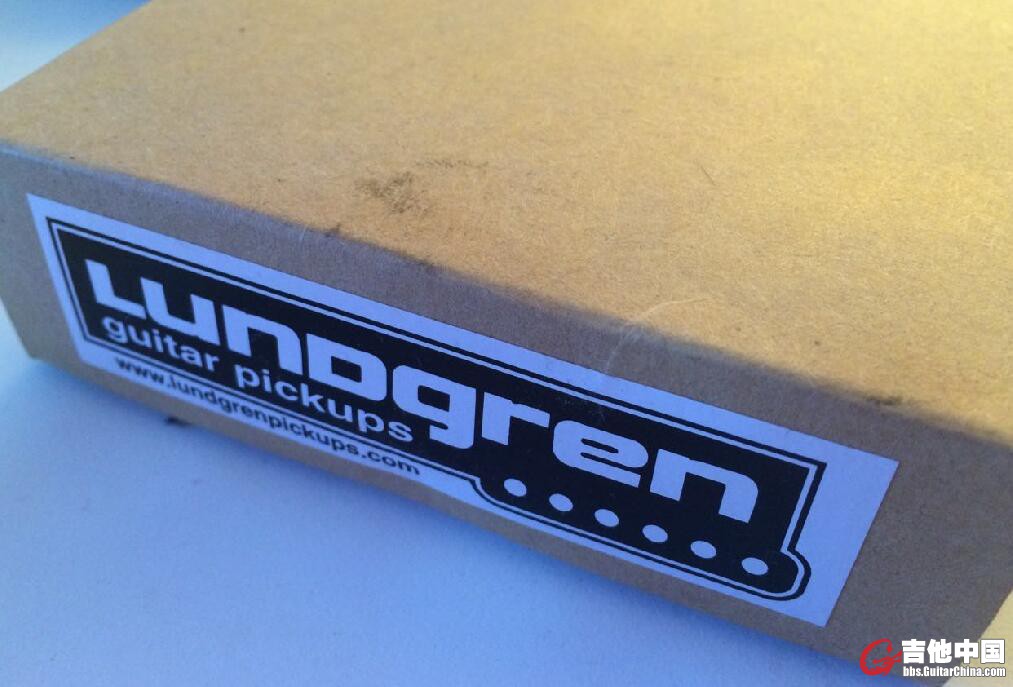 Lundgren
guitar pickups
www.lundgrenpickups.com
吉他中国
bbs.GuitarChina.com